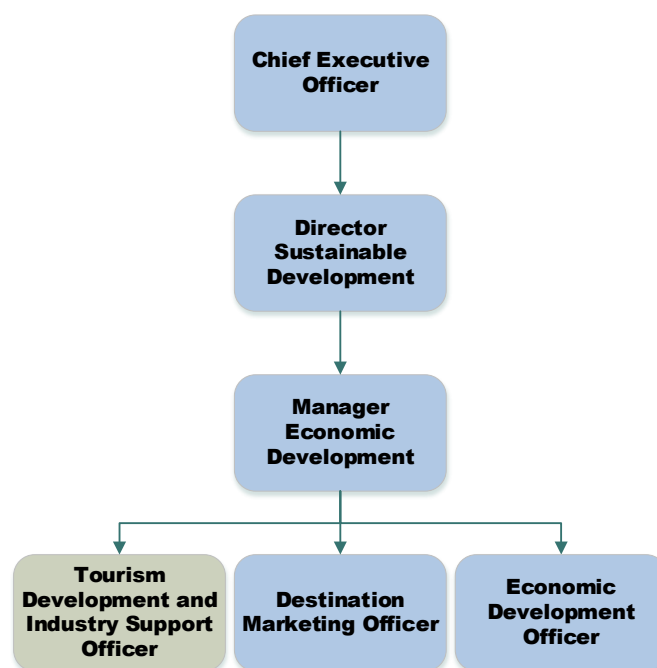 Chief Executive
Officer
Director
Sustainable
Development
Manager
Economic
Development
Tourism
Development and
Industry Support
Officer
Destination
Marketing Officer
Economic
Development
Officer